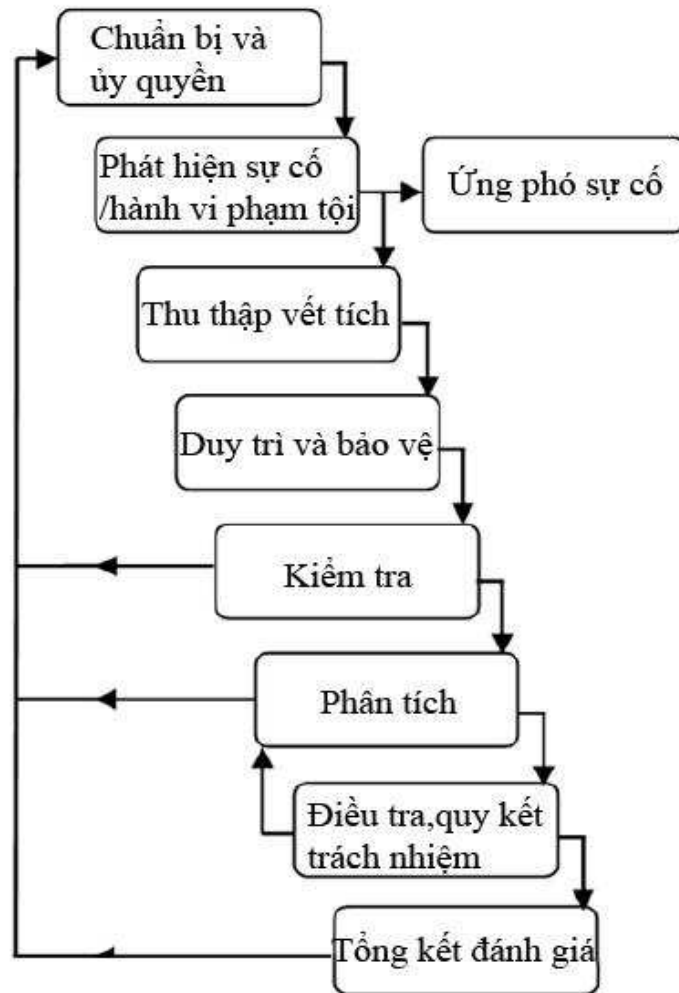 Chuẩn bị và
ủy quyền
Phát hiện sự cố
/hành vi phạm tội
Ứng phó sự cố
Thu thập vết tích
Duy trì và bảo vệ
Kiểm tra
Phân tích
Điều tra,quy kết
trách nhiệm
Tổng kết đánh giá